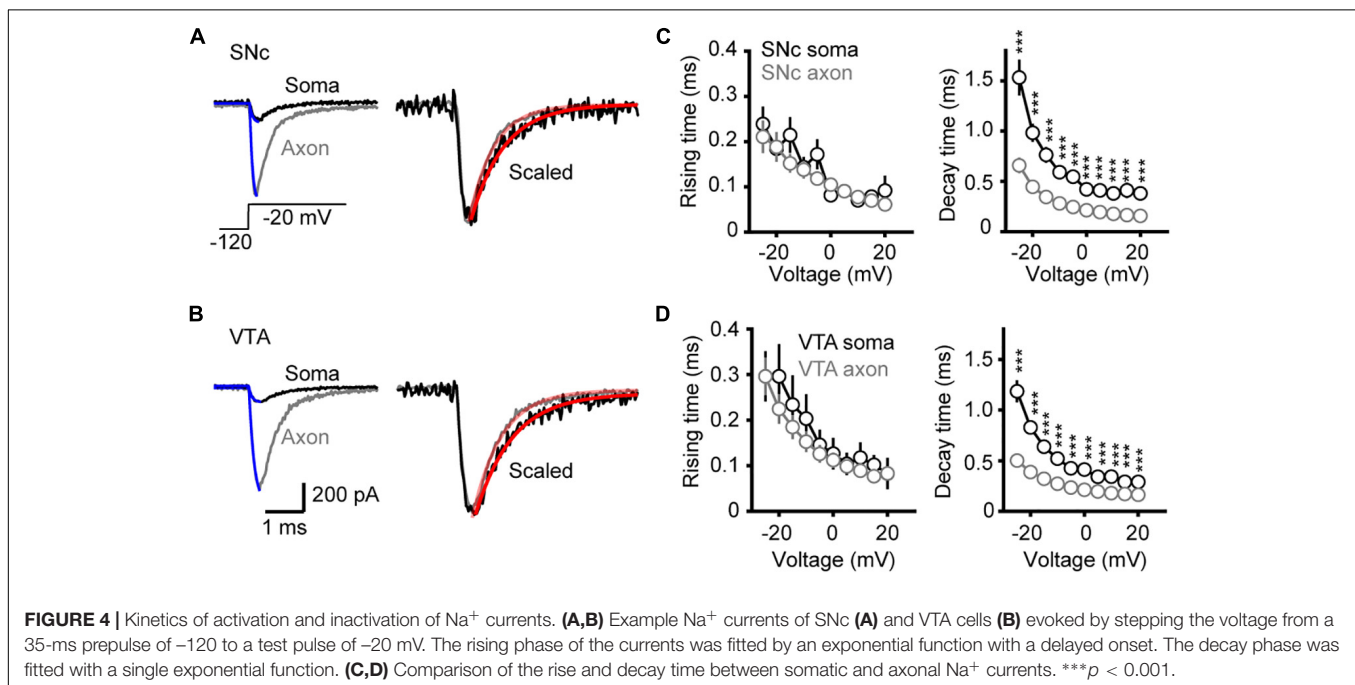 A
SNc
Soma
Axon
-20 mV
-120
Scaled
B
VTA
Soma
Axon
200 pA
1 ms
Scaled
C
SNc soma
SNc axon
Rising time (ms)
0.4
0.3
0.2
0.1
0
-20 0 20
Voltage (mV)
Decay time (ms)
1.5
1.0
0.5
0
*** *** *** *** *** *** *** *** *** ***
-20 0 20
Voltage (mV)
D
VTA soma
VTA axon
Rising time (ms)
0.4
0.3
0.2
0.1
0
-20 0 20
Voltage (mV)
Decay time (ms)
1.5
1.0
0.5
0
*** *** *** *** *** *** *** *** *** ***
-20 0 20
Voltage (mV)
FIGURE 4 | Kinetics of activation and inactivation of Na+ currents. (A,B) Example Na+ currents of SNc (A) and VTA cells (B) evoked by stepping the voltage from a
35-ms prepulse of –120 to a test pulse of –20 mV. The rising phase of the currents was fitted by an exponential function with a delayed onset. The decay phase was
fitted with a single exponential function. (C,D) Comparison of the rise and decay time between somatic and axonal Na+ currents. ***p < 0.001.